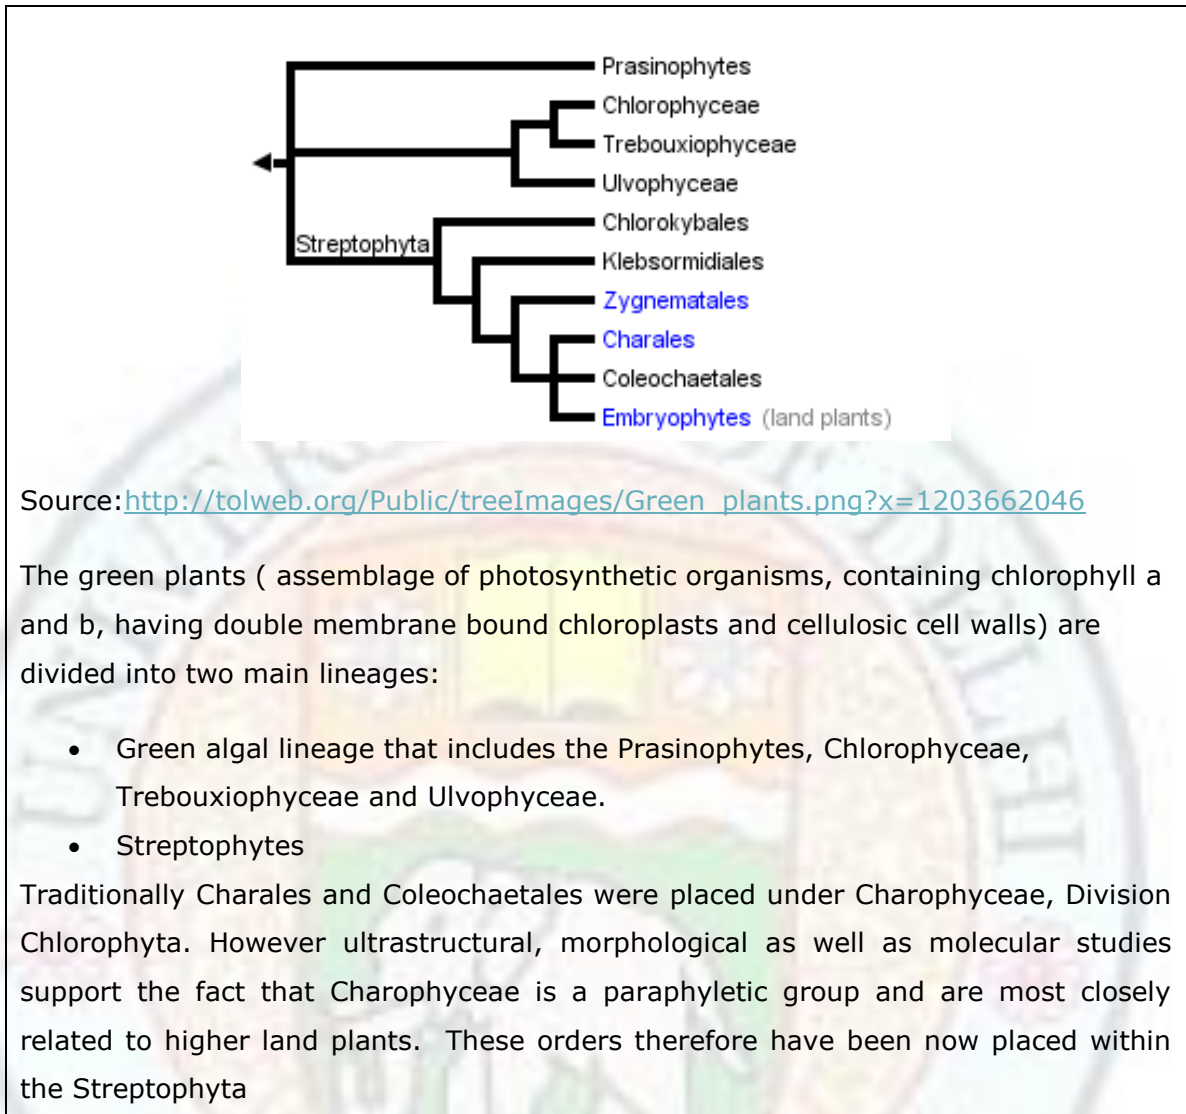 Prasinophytes
Chlorophyceae
Trebouxiophyceae
Ulvophyceae
Chlorokybales
Streptophyta
Klebsormidiales
Zygnematales
Charales
Coleochaetales
Embryophytes (land plants)
Source:http://tolweb.org/Public/treeImages/Green_plants.png?x=1203662046
The green plants ( assemblage of photosynthetic organisms, containing chlorophyll a
and b, having double membrane bound chloroplasts and cellulosic cell walls) are
divided into two main lineages:
• Green algal lineage that includes the Prasinophytes, Chlorophyceae,
Trebouxiophyceae and Ulvophyceae.
• Streptophytes
Traditionally Charales and Coleochaetales were placed under Charophyceae, Division
Chlorophyta. However ultrastructural, morphological as well as molecular studies
support the fact that Charophyceae is a paraphyletic group and are most closely
related to higher land plants. These orders therefore have been now placed within
the Streptophyta